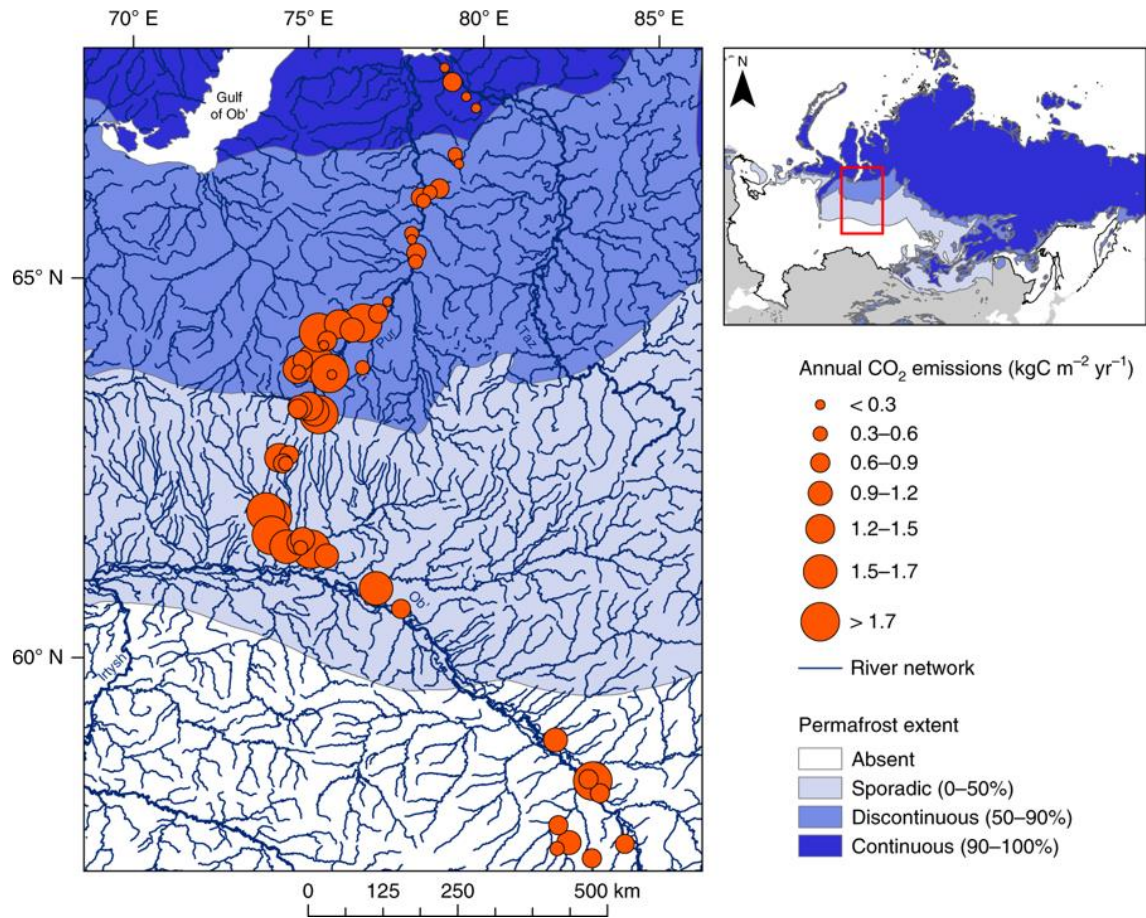 70° E 75° E 80° E 85° E
Gulf
of Ob'
65° N
Pur
Taz
Ob'
60° N
Irtysh
0 125 250 500 km
N
Annual CO₂ emissions (kgC m⁻² yr⁻¹)
< 0.3
0.3–0.6
0.6–0.9
0.9–1.2
1.2–1.5
1.5–1.7
> 1.7
River network
Permafrost extent
Absent
Sporadic (0–50%)
Discontinuous (50–90%)
Continuous (90–100%)